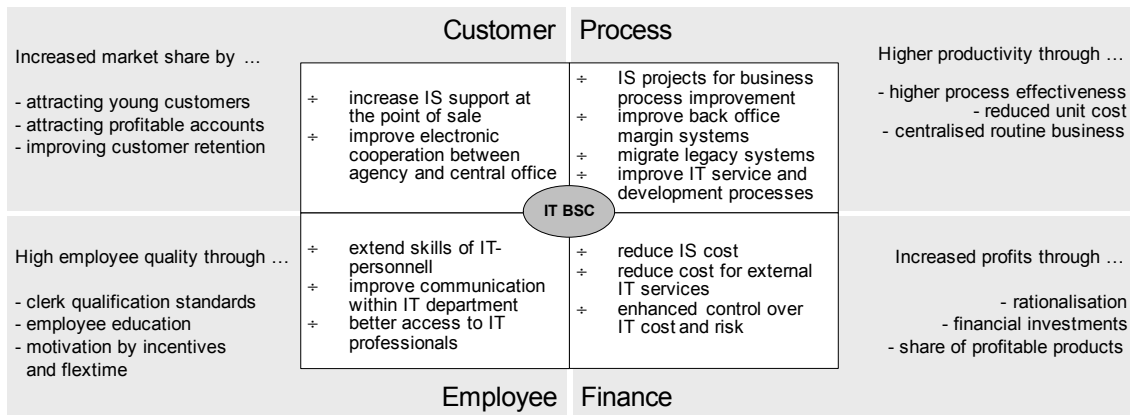 Customer
Process
Increased market share by …
- attracting young customers
- attracting profitable accounts
- improving customer retention
÷ increase IS support at
the point of sale
÷ improve electronic
cooperation between
agency and central office
÷ IS projects for business
process improvement
÷ improve back office
margin systems
÷ migrate legacy systems
÷ improve IT service and
development processes
Higher productivity through …
- higher process effectiveness
- reduced unit cost
- centralised routine business
IT BSC
High employee quality through …
- clerk qualification standards
- employee education
- motivation by incentives
and flextime
÷ extend skills of IT-
personnell
÷ improve communication
within IT department
÷ better access to IT
professionals
÷ reduce IS cost
÷ reduce cost for external
IT services
÷ enhanced control over
IT cost and risk
Increased profits through …
- rationalisation
- financial investments
- share of profitable products
Employee
Finance